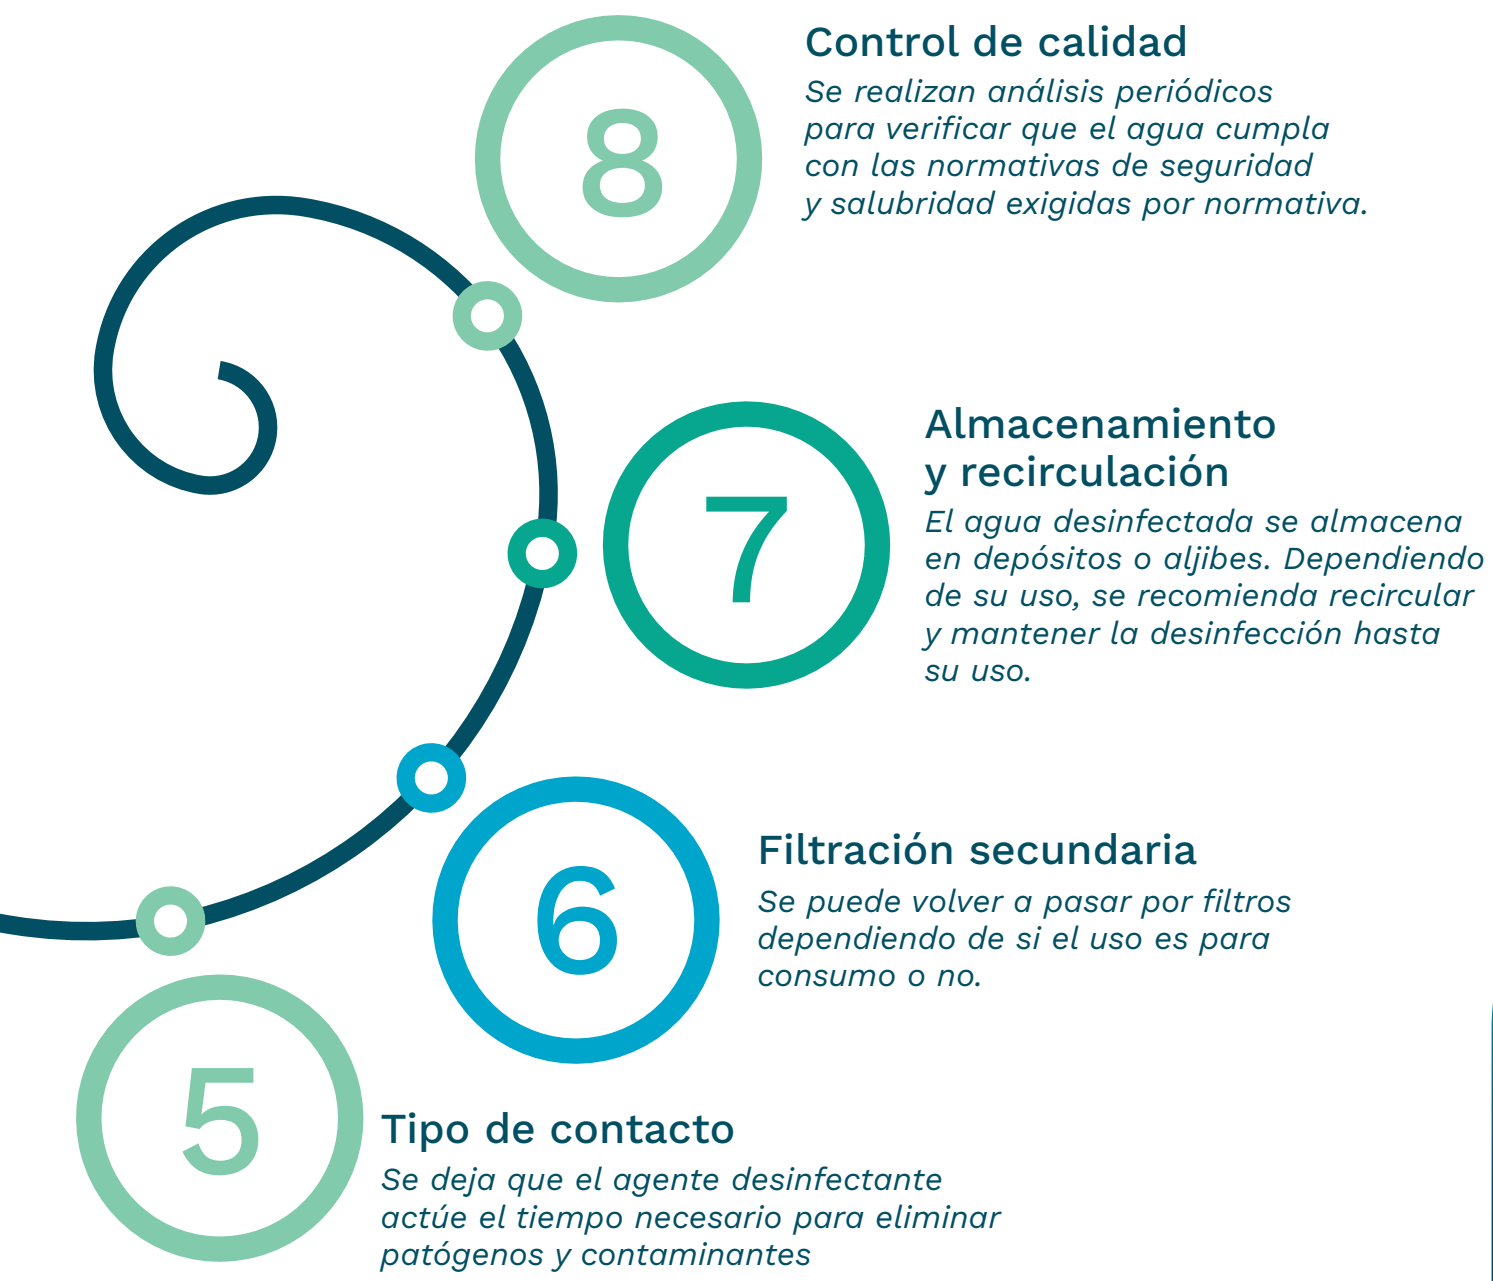 8
Control de calidad
Se realizan análisis periódicos
para verificar que el agua cumpla
con las normativas de seguridad
y salubridad exigidas por normativa.
7
Almacenamiento
y recirculación
El agua desinfectada se almacena
en depósitos o aljibes. Dependiendo
de su uso, se recomienda recircular
y mantener la desinfección hasta
su uso.
6
Filtración secundaria
Se puede volver a pasar por filtros
dependiendo de si el uso es para
consumo o no.
5
Tipo de contacto
Se deja que el agente desinfectante
actúe el tiempo necesario para eliminar
patógenos y contaminantes